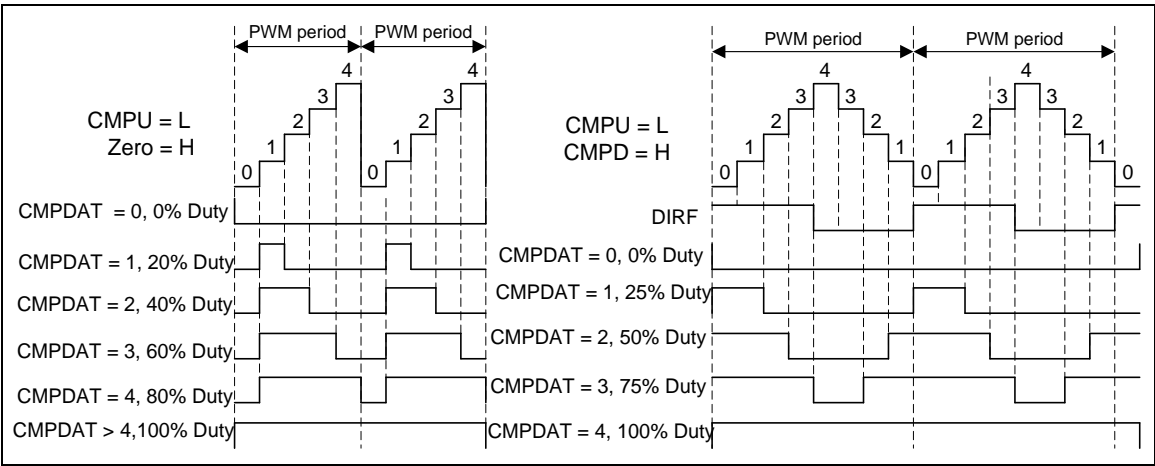 PWM period PWM period
4 4
3 3
2 2
1 1
0 0
CMPU = L
Zero = H
CMPDAT = 0, 0% Duty
CMPDAT = 1, 20% Duty
CMPDAT = 2, 40% Duty
CMPDAT = 3, 60% Duty
CMPDAT = 4, 80% Duty
CMPDAT > 4,100% Duty
PWM period PWM period
4 4
3 3 3 3
2 2 2 2
1 1 1 1
0 0 0
CMPU = L
CMPD = H
DIRF
CMPDAT = 0, 0% Duty
CMPDAT = 1, 25% Duty
CMPDAT = 2, 50% Duty
CMPDAT = 3, 75% Duty
CMPDAT = 4, 100% Duty